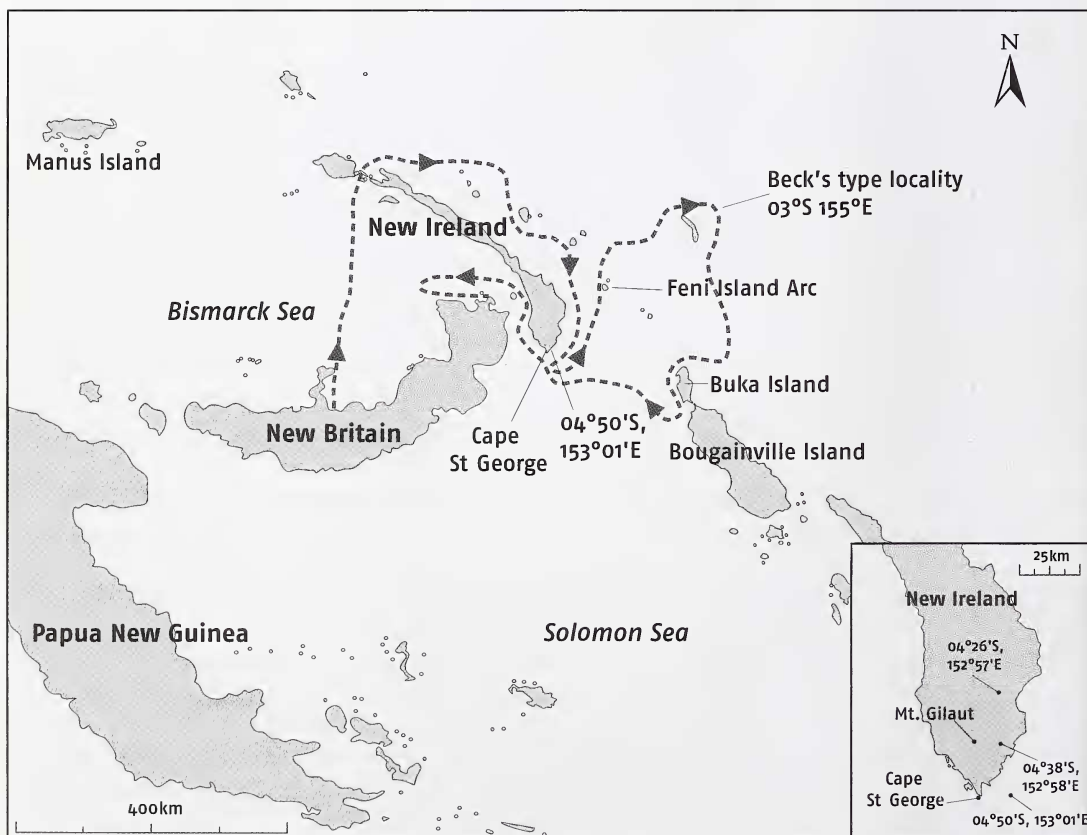 N
Manus Island
Beck's type locality
03°S 155°E
New Ireland
Feni Island Arc
Bismarck Sea
Buka Island
New Britain
Cape
St George
04°50'S,
153°01'E
Bougainville Island
Papua New Guinea
Solomon Sea
400km
25km
New Ireland
04°26'S,
152°57'E
Mt. Gilaut
04°38'S,
152°58'E
Cape
St George
04°50'S, 153°01'E